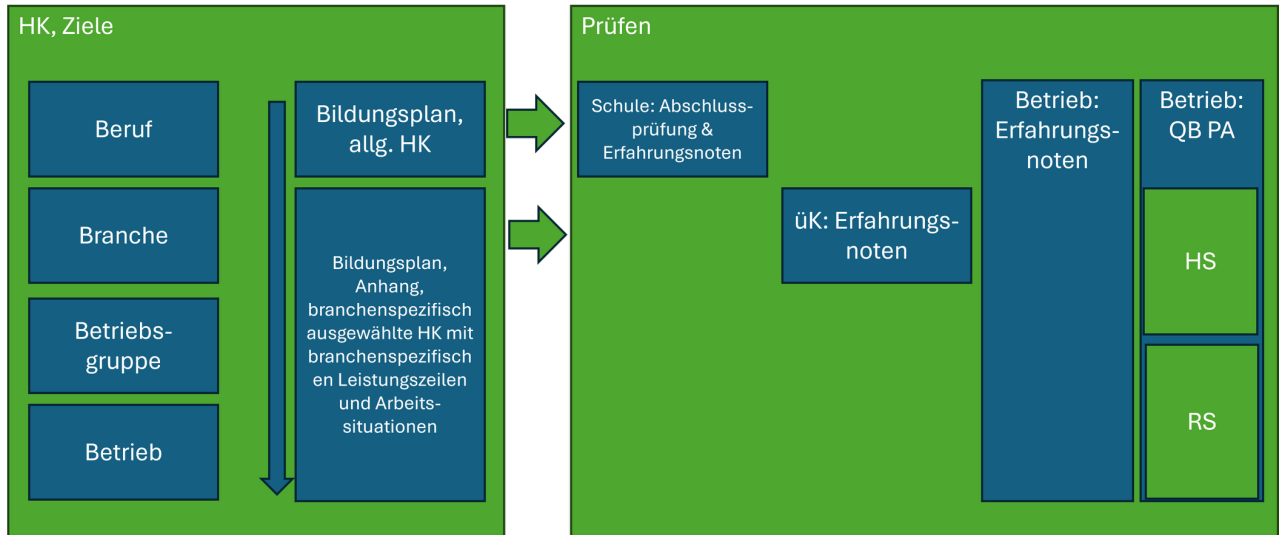 HK, Ziele
Beruf
Branche
Betriebs-
gruppe
Betrieb
Bildungsplan,
allg. HK
Bildungsplan,
Anhang,
branchenspezifisch
ausgewählte HK mit
branchenspezifisch
en Leistungszeilen
und Arbeits-
situationen
Prüfen
Schule: Abschluss-
prüfung &
Erfahrungsnoten
üK: Erfahrungs-
noten
Betrieb:
Erfahrungs-
noten
Betrieb:
QB PA
HS
RS